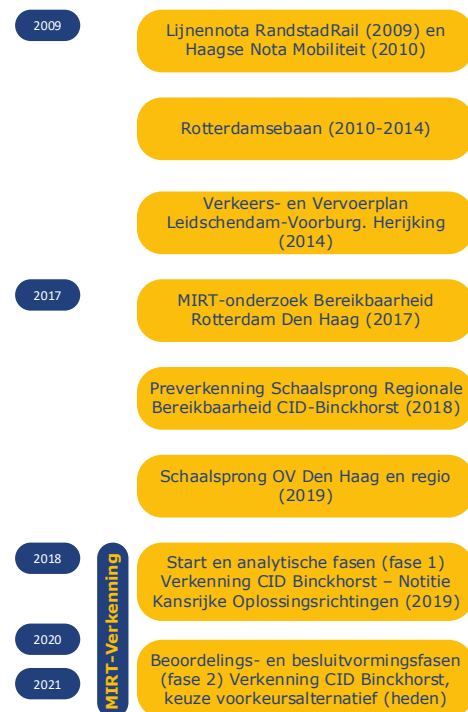 2009
Lijnennota RandstadRail (2009) en
Haagse Nota Mobiliteit (2010)
Rotterdamsebaan (2010-2014)
Verkeers- en Vervoerplan
Leidschendam-Voorburg. Herijking
(2014)
2017
MIRT-onderzoek Bereikbaarheid
Rotterdam Den Haag (2017)
Preverkenning Schaalsprong Regionale
Bereikbaarheid CID-Binckhorst (2018)
Schaalsprong OV Den Haag en regio
(2019)
2018
MIRT-Verkenning
Start en analytische fasen (fase 1)
Verkenning CID Binckhorst – Notitie
Kansrijke Oplossingsrichtingen (2019)
2020
2021
Beoordelings- en besluitvormingsfasen
(fase 2) Verkenning CID Binckhorst,
keuze voorkeursalternatief (heden)